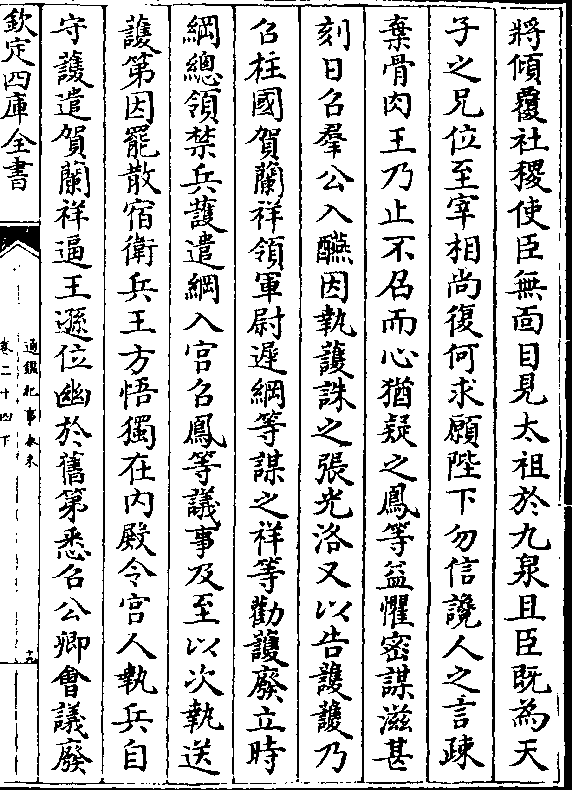 將傾覆社稷使臣無面目見太祖於九泉且臣既為天
子之兄位至宰相尚復何求願陛下勿信讒人之言疎
棄骨肉王乃止不召而心猶疑之鳳等益懼密謀滋甚
刻日召羣公入醼因執護誅之張光洛又以告護護乃
召柱國賀蘭祥領軍尉遲綱等謀之祥等勸護廢立時
綱總領禁兵護遣綱入宮召鳳等議事及至以次執送
護第因罷散宿衛兵王方悟獨在內殿令宮人執兵自
守護遣賀蘭祥逼王遜位幽於舊第悉召公卿會議廢
欽定四庫全書
通鑑紀事本末
卷二十四下